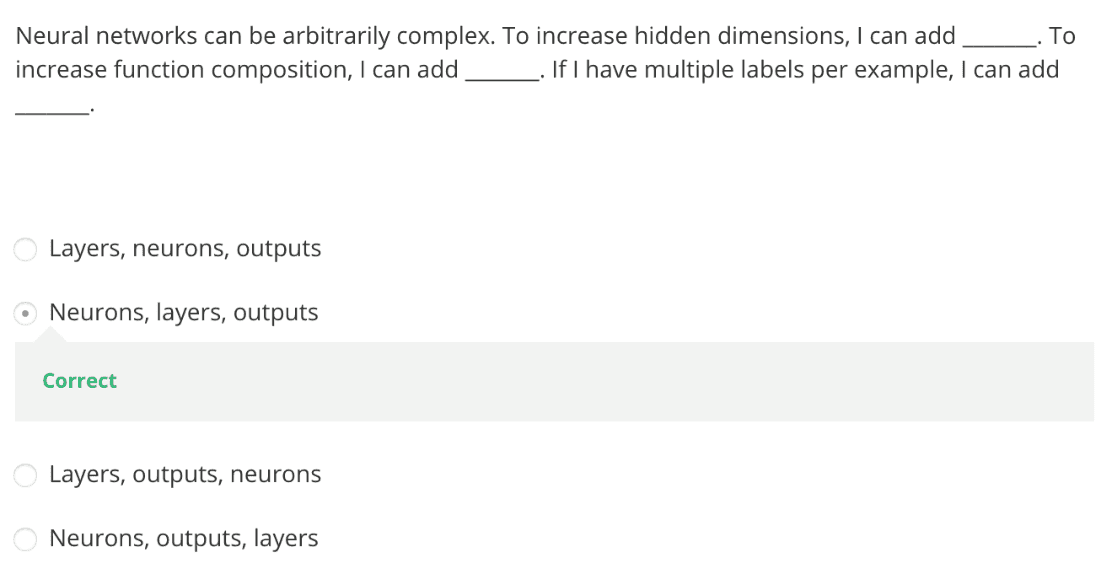 Neural networks can be arbitrarily complex. To increase hidden dimensions, I can add _______. To
increase function composition, I can add _______. If I have multiple labels per example, I can add
_______.
Layers, neurons, outputs
Neurons, layers, outputs
Correct
Layers, outputs, neurons
Neurons, outputs, layers